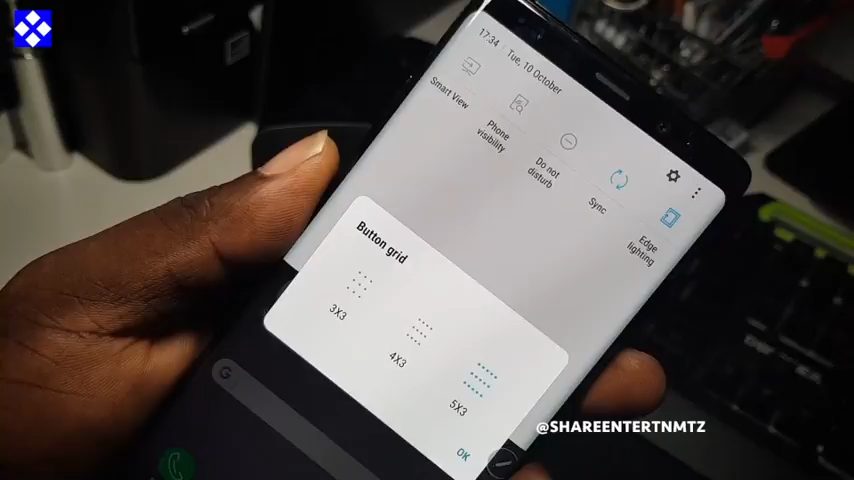 17:34 Tue, 10 October
Smart View
Phone
visibility
Do not
disturb
Sync
Edge
lighting
Button grid
3X3
4X3
5X3
OK
G
@SHAREENTERTNMTZ